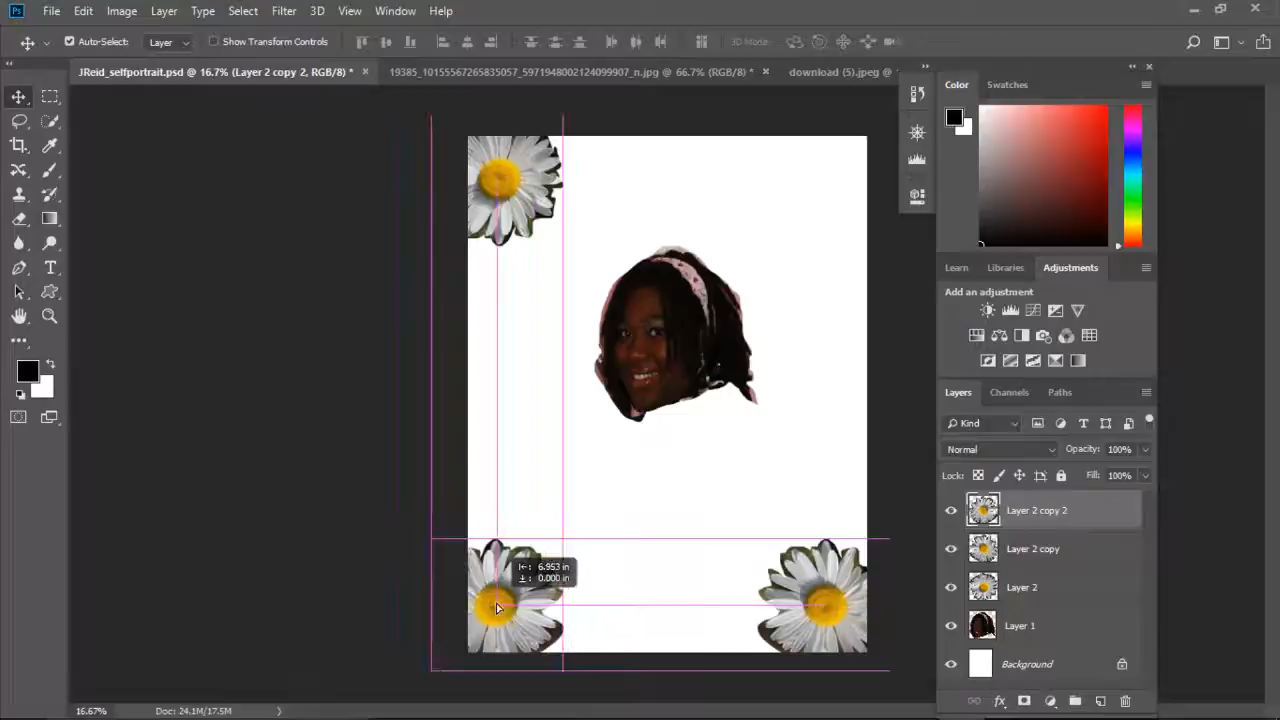 Ps File Edit Image Layer Type Select Filter 3D View Window Help
Auto-Select: Layer Show Transform Controls 3D Mode:
JReid_selfportrait.psd @ 16.7% (Layer 2 copy 2, RGB/8) * × 19385_10155567265835057_5971948002124099907_n.jpg @ 66.7% (RGB/8) * × download (5).jpeg @
Color Swatches
Learn Libraries Adjustments
Add an adjustment
Layers Channels Paths
Kind
Normal Opacity: 100%
Lock: Fill: 100%
Layer 2 copy 2
Layer 2 copy
Layer 2
Layer 1
Background
6.953 in
0.000 in
16.67% Doc: 24.1M/17.5M